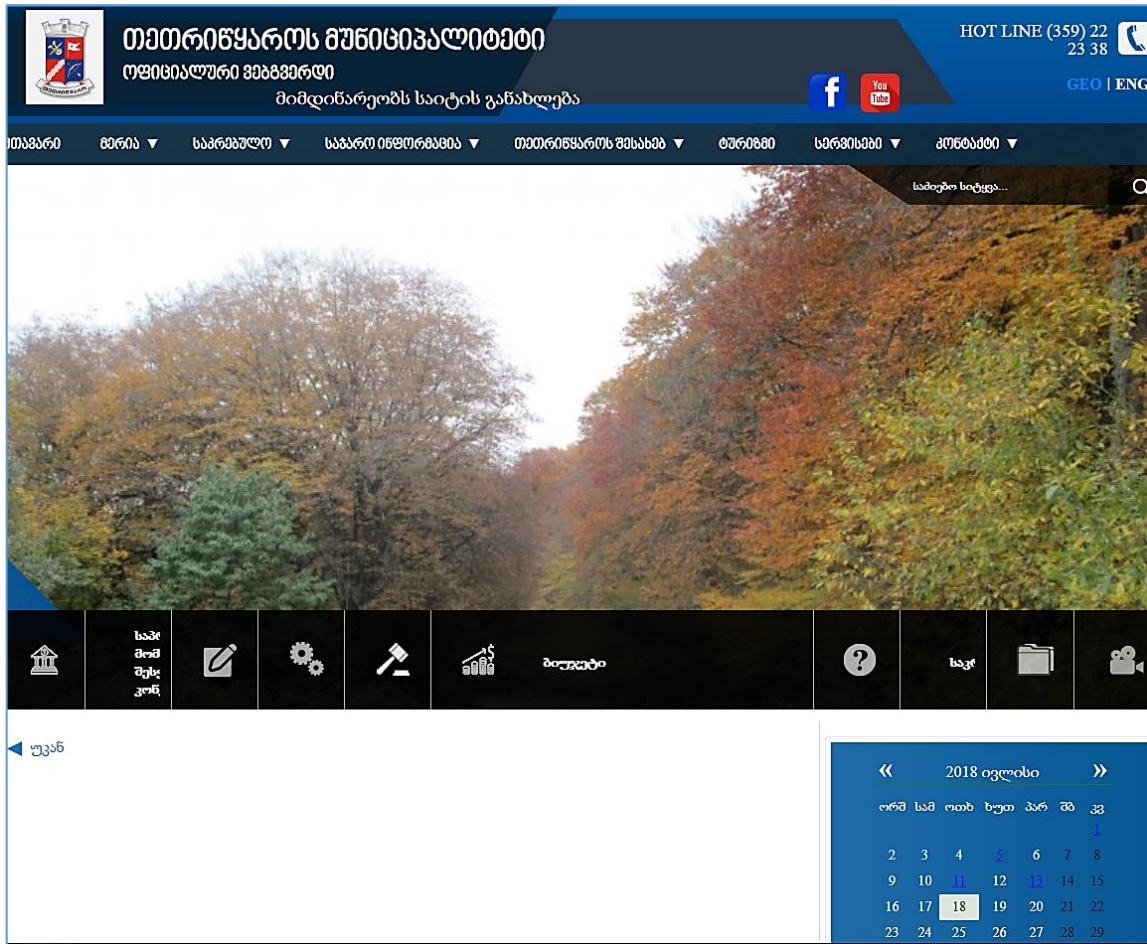 თეთრიწყაროს მუნიციპალიტეტი
ოფიციალური ვებგვერდი
მიმდინარეობს საიტის განახლება
HOT LINE (359) 22
23 38
You
Tube
GEO | ENG
თავარი მერია ▼ საკრებულო ▼ საჯარო ინფორმაცია ▼ თეთრიწყაროს შესახებ ▼ ტურიზმი სერვისები ▼ კონტაქტი ▼
საძიებო სიტყვა...
ბიუჯეტი
უკან
« 2018 ივლისი »
ორშ სამ ოთხ ხუთ პარ შბ კვ
1
2 3 4 5 6 7 8
9 10 11 12 13 14 15
16 17 18 19 20 21 22
23 24 25 26 27 28 29